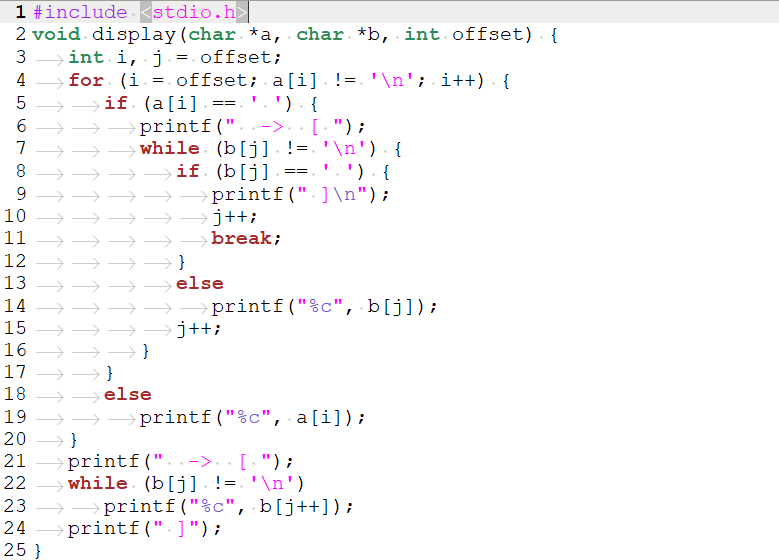 1 #include <stdio.h>
2 void display(char *a, char *b, int offset) {
3 	int i, j = offset;
4 	for (i = offset; a[i] != '\n'; i++) {
5 		if (a[i] == ' ') {
6 			printf("  ->  [ ");
7 			while (b[j] != '\n') {
8 				if (b[j] == ' ') {
9 					printf(" ]\n");
10 					j++;
11 					break;
12 				}
13 				else
14 					printf("%c", b[j]);
15 				j++;
16 			}
17 		}
18 		else
19 			printf("%c", a[i]);
20 	}
21 	printf("  ->  [ ");
22 	while (b[j] != '\n')
23 		printf("%c", b[j++]);
24 	printf(" ]");
25 }